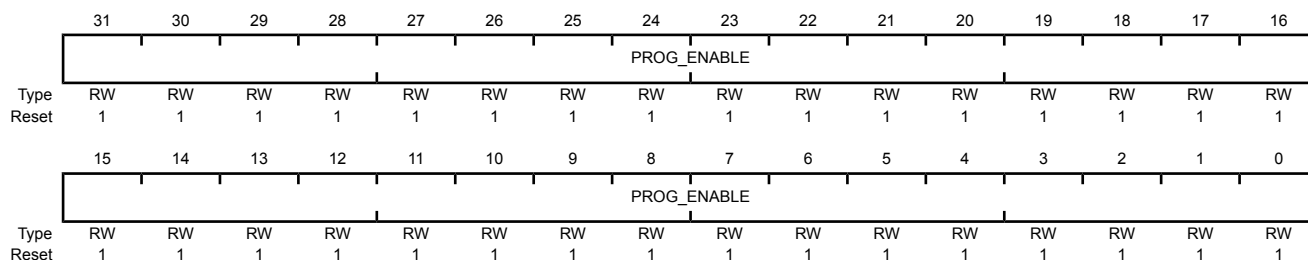 31 30 29 28 27 26 25 24 23 22 21 20 19 18 17 16
PROG_ENABLE
Type RW RW RW RW RW RW RW RW RW RW RW RW RW RW RW RW
Reset 1 1 1 1 1 1 1 1 1 1 1 1 1 1 1 1
15 14 13 12 11 10 9 8 7 6 5 4 3 2 1 0
PROG_ENABLE
Type RW RW RW RW RW RW RW RW RW RW RW RW RW RW RW RW
Reset 1 1 1 1 1 1 1 1 1 1 1 1 1 1 1 1